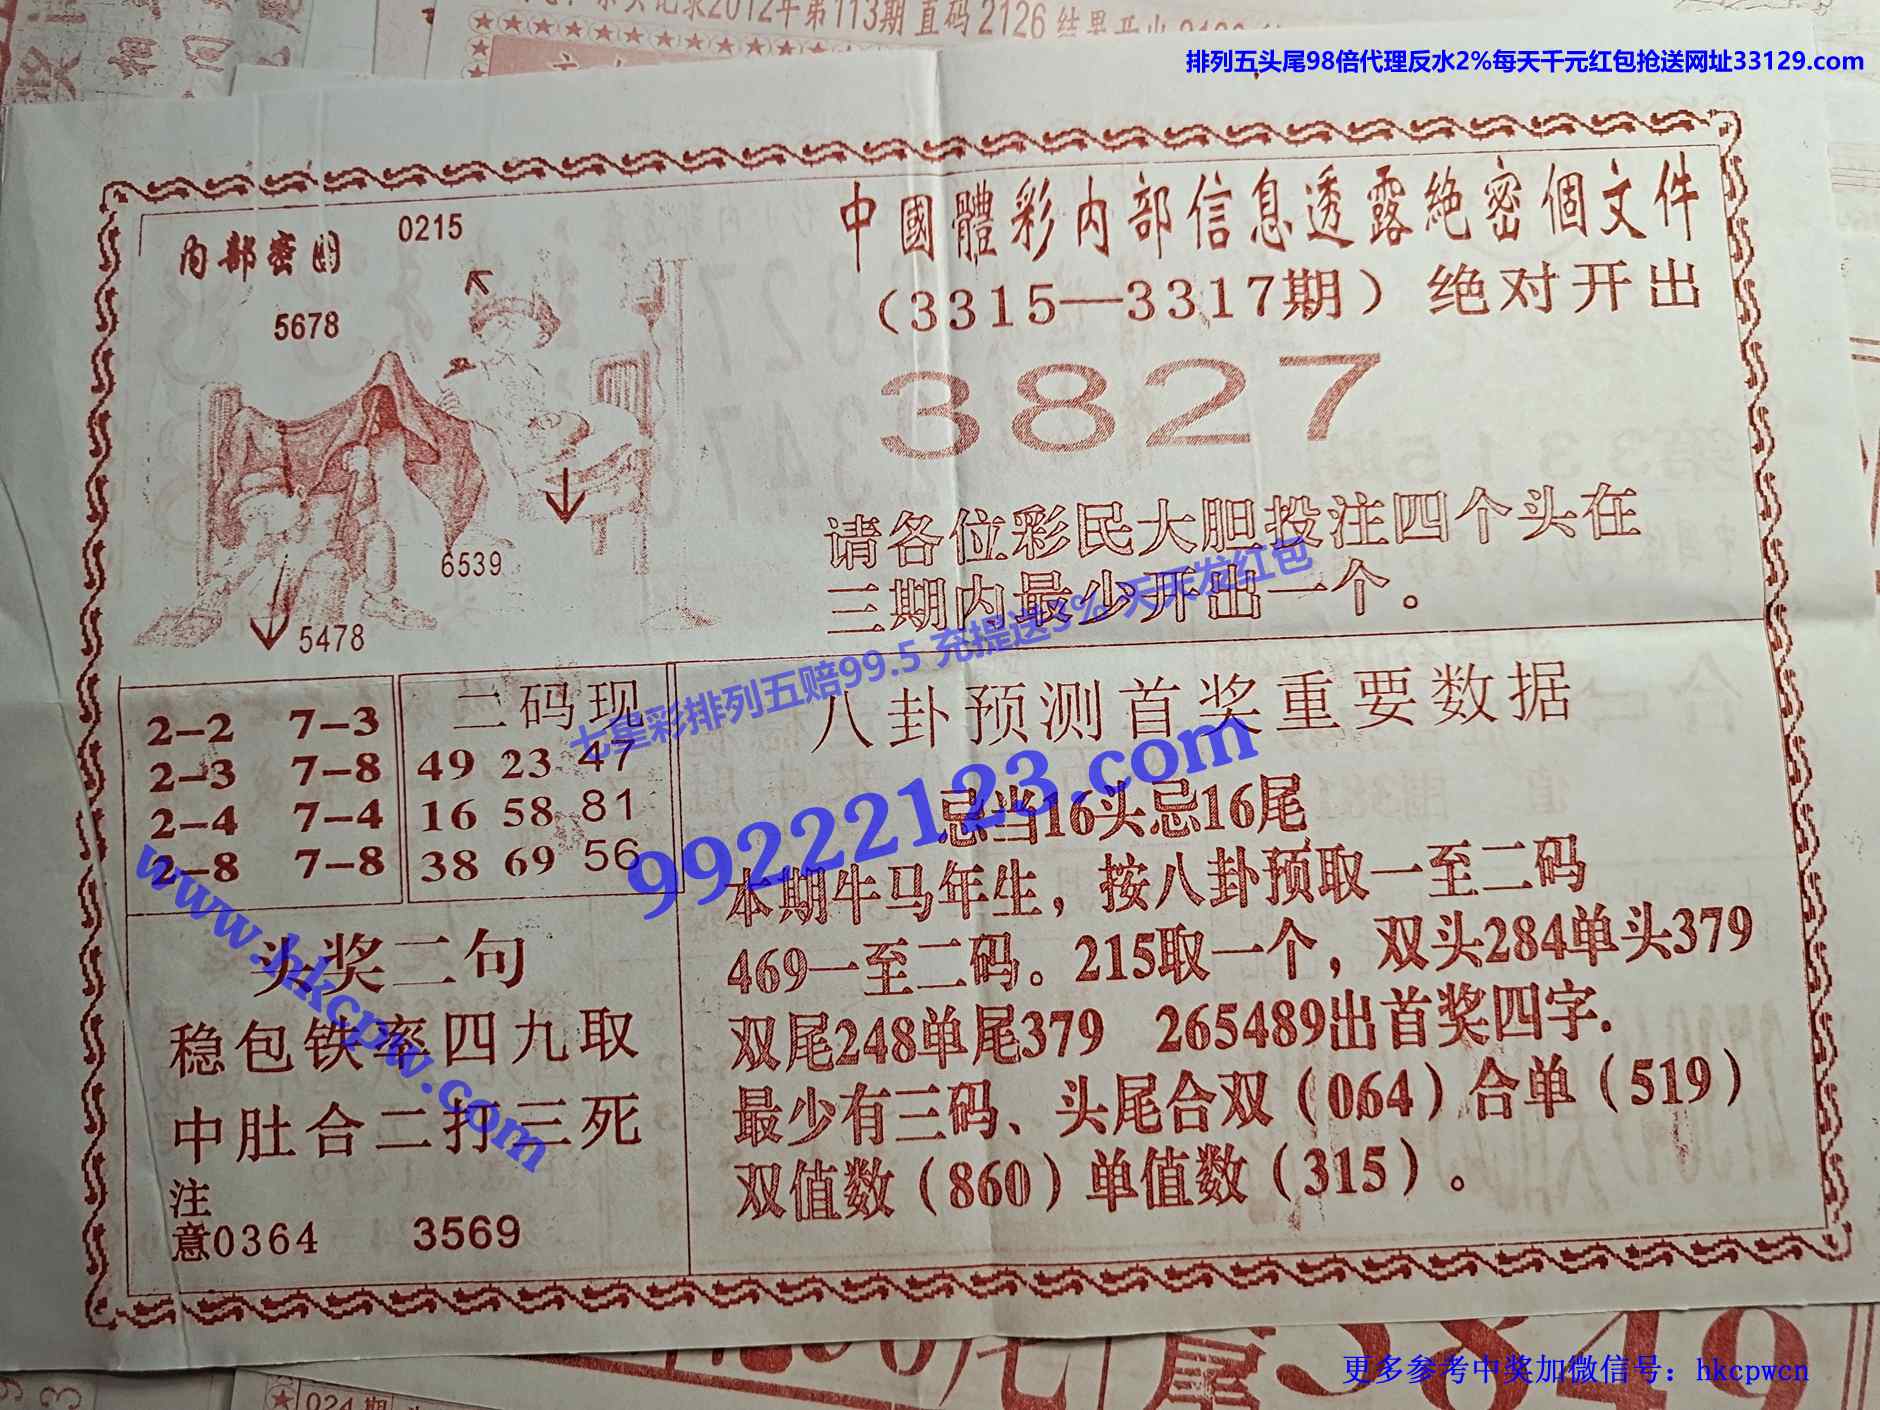 排列五头尾98倍代理反水2%每天千元红包抢送网址33129.com
中國體彩内部信息透露絶密個文件
（3315—3317期）绝对开出
3827
请各位彩民大胆投注四个头在
三期内最少开出一个。
内部密图
0215
5678
6539
5478
七星彩排列五赔99.5 充提送3% 天天发红包
99222123.com
2–2 7–3
2–3 7–8
2–4 7–4
2–8 7–8
二码现
49 23 47
16 58 81
38 69 56
八卦预测首奖重要数据
忌当16头忌16尾
本期牛马年生，按八卦预取一至二码
469一至二码。215取一个，双头284单头379
双尾248单尾379 265489出首奖四字.
最少有三码、头尾合双（064）合单（519）
双值数（860）单值数（315）。
头奖二句
稳包铁率四九取
中肚合二打三死
注
意0364 3569
www.hkcpw.com
尾3849
024期
更多参考中奖加微信号：hkcpwcn